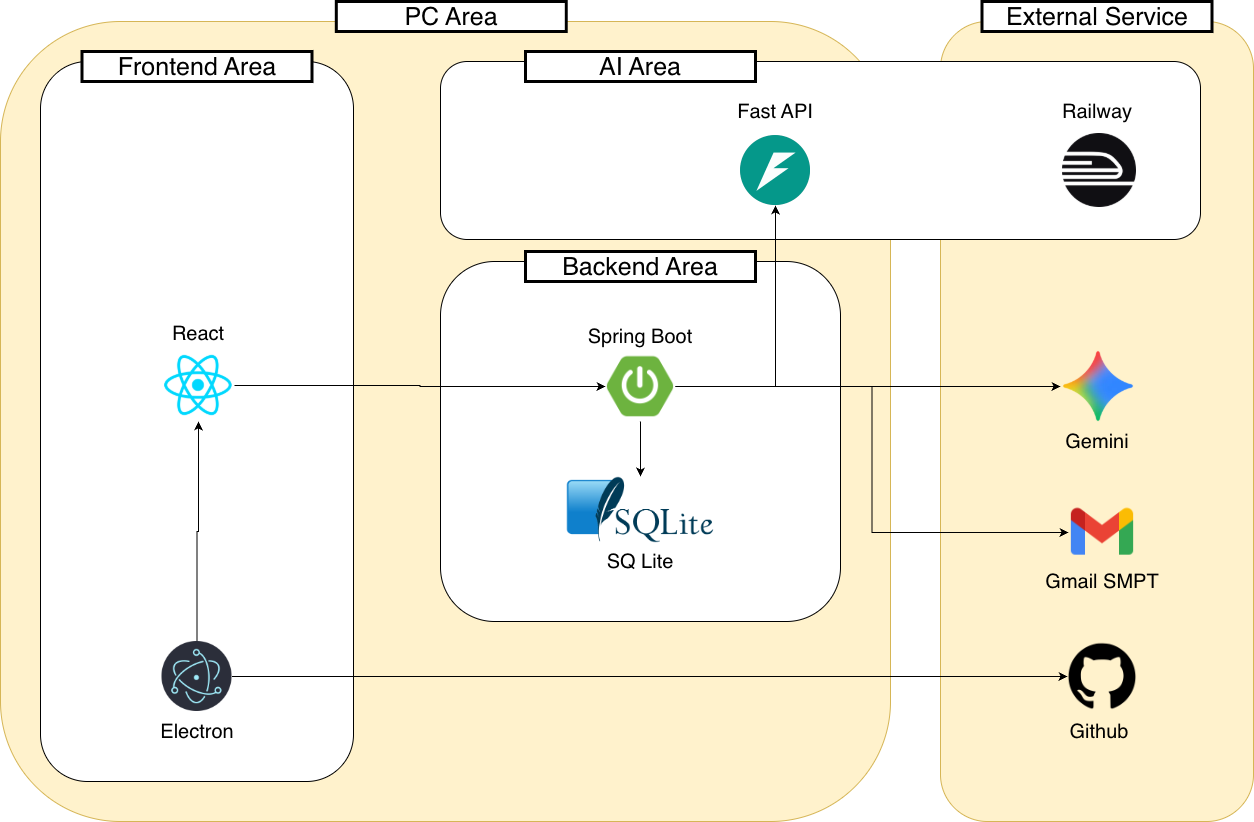 PC Area
External Service
Frontend Area
AI Area
Fast API
Railway
Backend Area
React
Spring Boot
Gemini
SQLite
SQ Lite
Gmail SMPT
Electron
Github